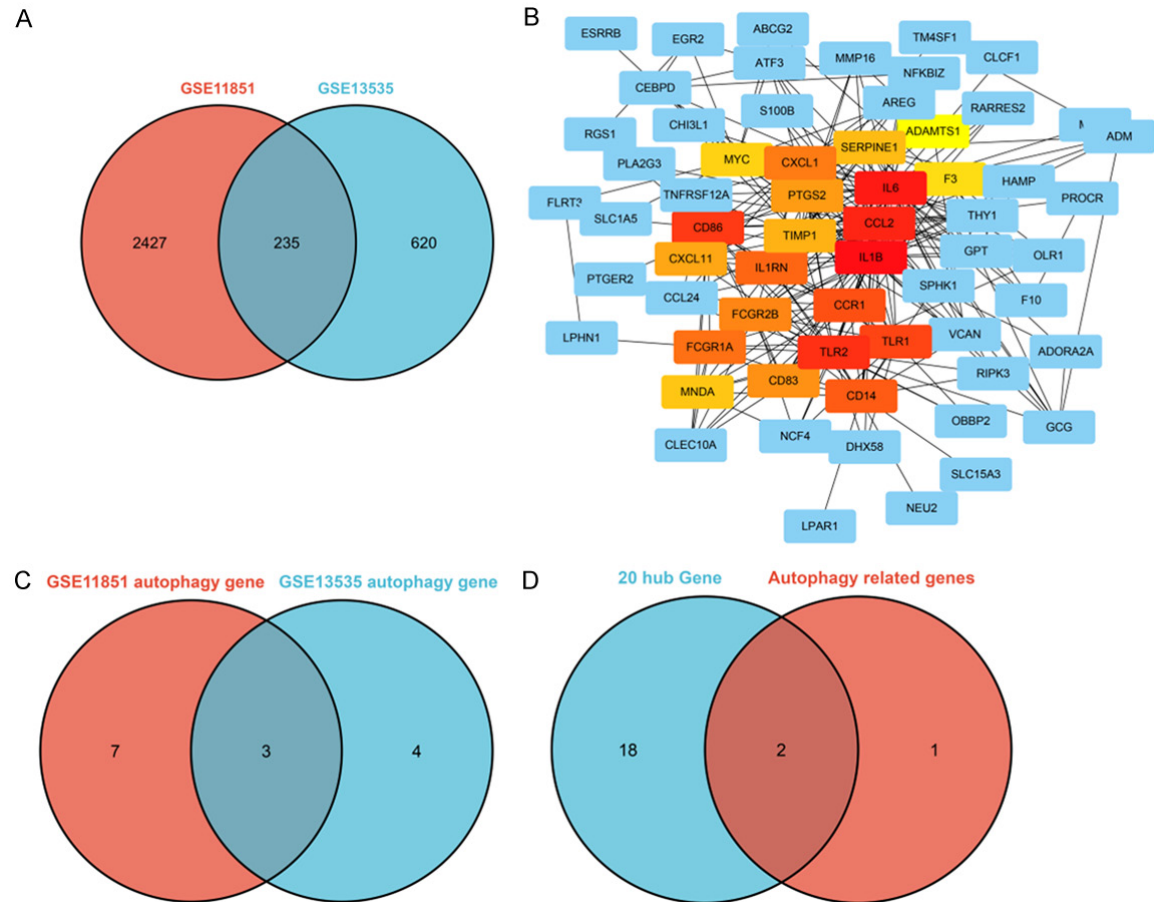 A
GSE11851 GSE13535
2427 235 620
B
ESRRB
EGR2
ABCG2
TM4SF1
CLCF1
ATF3
MMP16
NFKBIZ
CEBPD
S100B
AREG
RARRES2
ADM
CHI3L1
RGS1
ADAMTS1
SERPINE1
MYC
CXCL1
PLA2G3
F3
HAMP
PROCR
TNFRSF12A
PTGS2
IL6
FLRT3
SLC1A5
THY1
CD86
CCL2
TIMP1
GPT
OLR1
CXCL11
IL1RN
IL1B
PTGER2
CCL24
SPHK1
F10
FCGR2B
CCR1
VCAN
LPHN1
FCGR1A
TLR2
TLR1
ADORA2A
MNDA
CD83
CD14
RIPK3
OBBP2
GCG
CLEC10A
NCF4
DHX58
SLC15A3
NEU2
LPAR1
C
GSE11851 autophagy gene GSE13535 autophagy gene
7 3 4
D
20 hub Gene Autophagy related genes
18 2 1